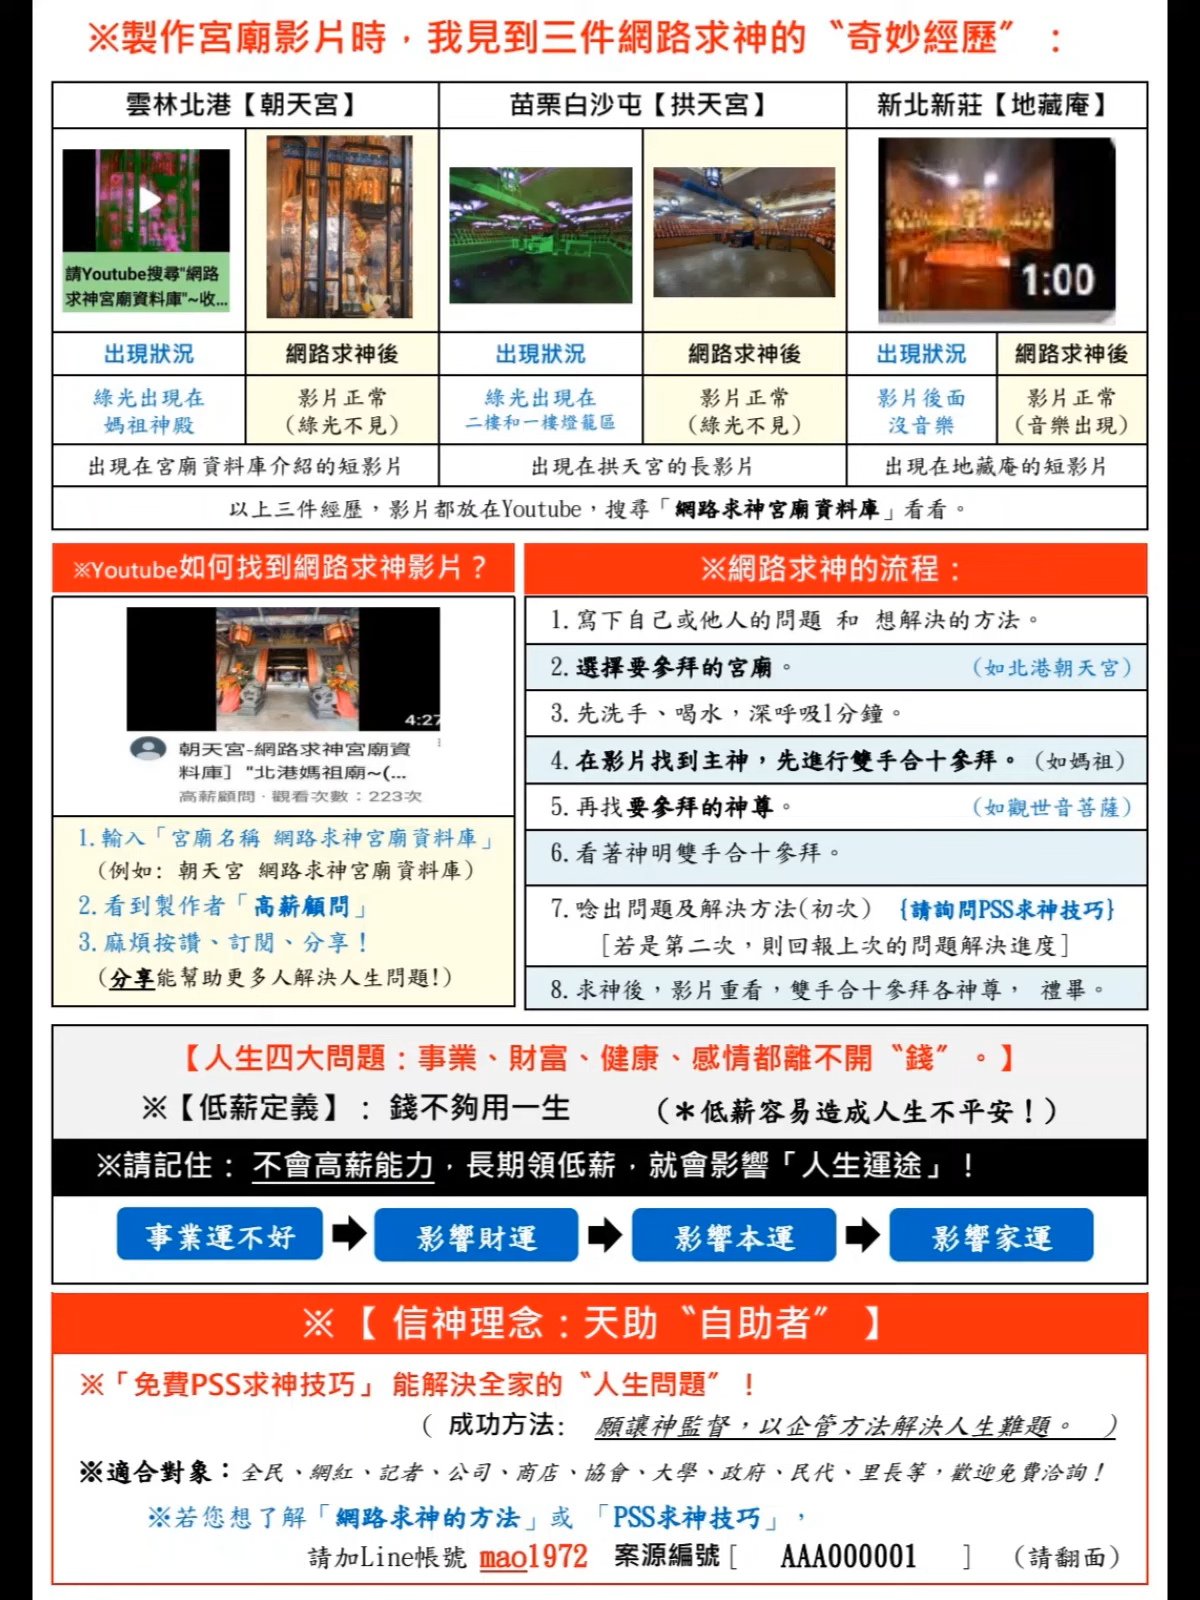 ※製作宮廟影片時，我見到三件網路求神的〝奇妙經歷〞：
雲林北港【朝天宮】
苗栗白沙屯【拱天宮】
新北新莊【地藏庵】
請Youtube搜尋"網路
求神宮廟資料庫"~收...
1:00
出現狀況
網路求神後
出現狀況
網路求神後
出現狀況
網路求神後
綠光出現在
媽祖神殿
影片正常
(綠光不見)
綠光出現在
二樓和一樓燈籠區
影片正常
(綠光不見)
影片後面
沒音樂
影片正常
(音樂出現)
出現在宮廟資料庫介紹的短影片
出現在拱天宮的長影片
出現在地藏庵的短影片
以上三件經歷，影片都放在Youtube，搜尋「網路求神宮廟資料庫」看看。
※Youtube如何找到網路求神影片？
4:27
朝天宮-網路求神宮廟資
料庫］"北港媽祖廟~(...
高薪顧問·觀看次數：223次
1.輸入「宮廟名稱 網路求神宮廟資料庫」
(例如: 朝天宮 網路求神宮廟資料庫)
2.看到製作者「高薪顧問」
3.麻煩按讚、訂閱、分享！
(分享能幫助更多人解決人生問題!)
※網路求神的流程：
1.寫下自己或他人的問題 和 想解決的方法。
2.選擇要參拜的宮廟。 (如北港朝天宮)
3.先洗手、喝水，深呼吸1分鐘。
4.在影片找到主神，先進行雙手合十參拜。(如媽祖)
5.再找要參拜的神尊。 (如觀世音菩薩)
6.看著神明雙手合十參拜。
7.唸出問題及解決方法(初次) {請詢問PSS求神技巧}
[若是第二次，則回報上次的問題解決進度]
8.求神後，影片重看，雙手合十參拜各神尊， 禮畢。
【人生四大問題：事業、財富、健康、感情都離不開〝錢〞。】
※【低薪定義】：錢不夠用一生 (＊低薪容易造成人生不平安！)
※請記住：不會高薪能力，長期領低薪，就會影響「人生運途」！
事業運不好
影響財運
影響本運
影響家運
※【 信神理念：天助〝自助者〞 】
※「免費PSS求神技巧」能解決全家的〝人生問題〞！
( 成功方法: 願讓神監督，以企管方法解決人生難題。 )
※適合對象：全民、網紅、記者、公司、商店、協會、大學、政府、民代、里長等，歡迎免費洽詢！
※若您想了解「網路求神的方法」或 「PSS求神技巧」，
請加Line帳號 mao1972 案源編號[ AAA000001 ] (請翻面)